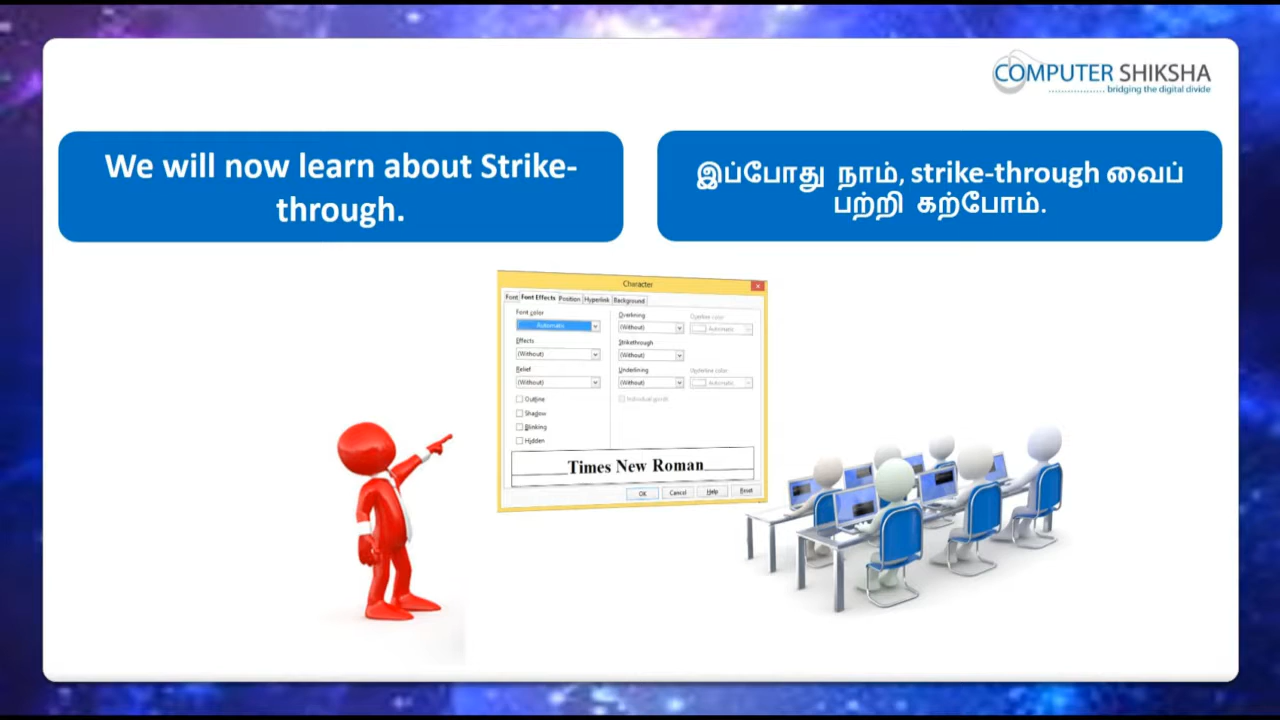 COMPUTER SHIKSHA
bridging the digital divide
We will now learn about Strike-
through.
இப்போது நாம், strike-through வைப்
பற்றி கற்போம்.
Character
Font Font Effects Position Hyperlink Background
Font color
Automatic
Effects
(Without)
Relief
(Without)
Outline
Shadow
Blinking
Hidden
Overlining
(Without)
Overline color
Automatic
Strikethrough
(Without)
Underlining
(Without)
Underline color
Automatic
Individual words
Times New Roman
OK Cancel Help Reset